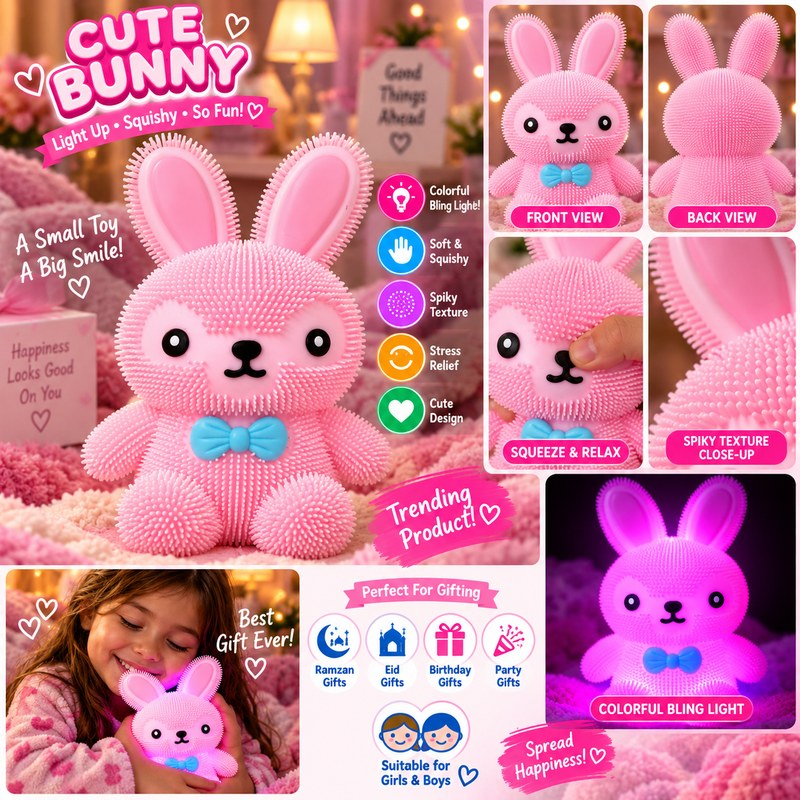 CUTE
BUNNY
Light Up • Squishy • So Fun!
Good
Things
Ahead
A Small Toy
A Big Smile!
Happiness
Looks Good
On You
Colorful
Bling Light!
Soft &
Squishy
Spiky
Texture
Stress
Relief
Cute
Design
Trending
Product!
FRONT VIEW
BACK VIEW
SQUEEZE & RELAX
SPIKY TEXTURE
CLOSE-UP
COLORFUL BLING LIGHT
Best
Gift Ever!
Perfect For Gifting
Ramzan
Gifts
Eid
Gifts
Birthday
Gifts
Party
Gifts
Suitable for
Girls & Boys
Spread
Happiness!